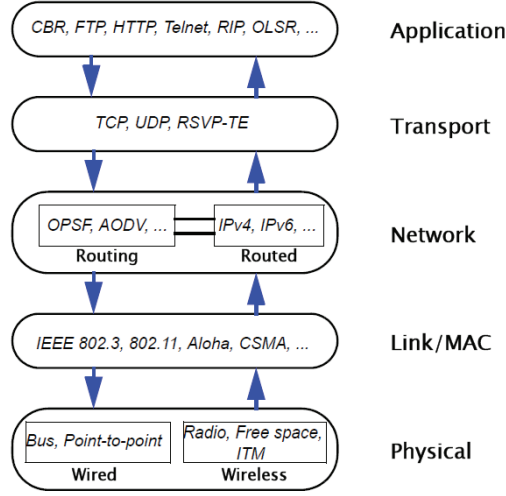 CBR, FTP, HTTP, Telnet, RIP, OLSR, ...
Application
TCP, UDP, RSVP-TE
Transport
OPSF, AODV, ...
IPv4, IPv6, ...
Routing
Routed
Network
IEEE 802.3, 802.11, Aloha, CSMA, ...
Link/MAC
Bus, Point-to-point
Radio, Free space,
ITM
Wired
Wireless
Physical